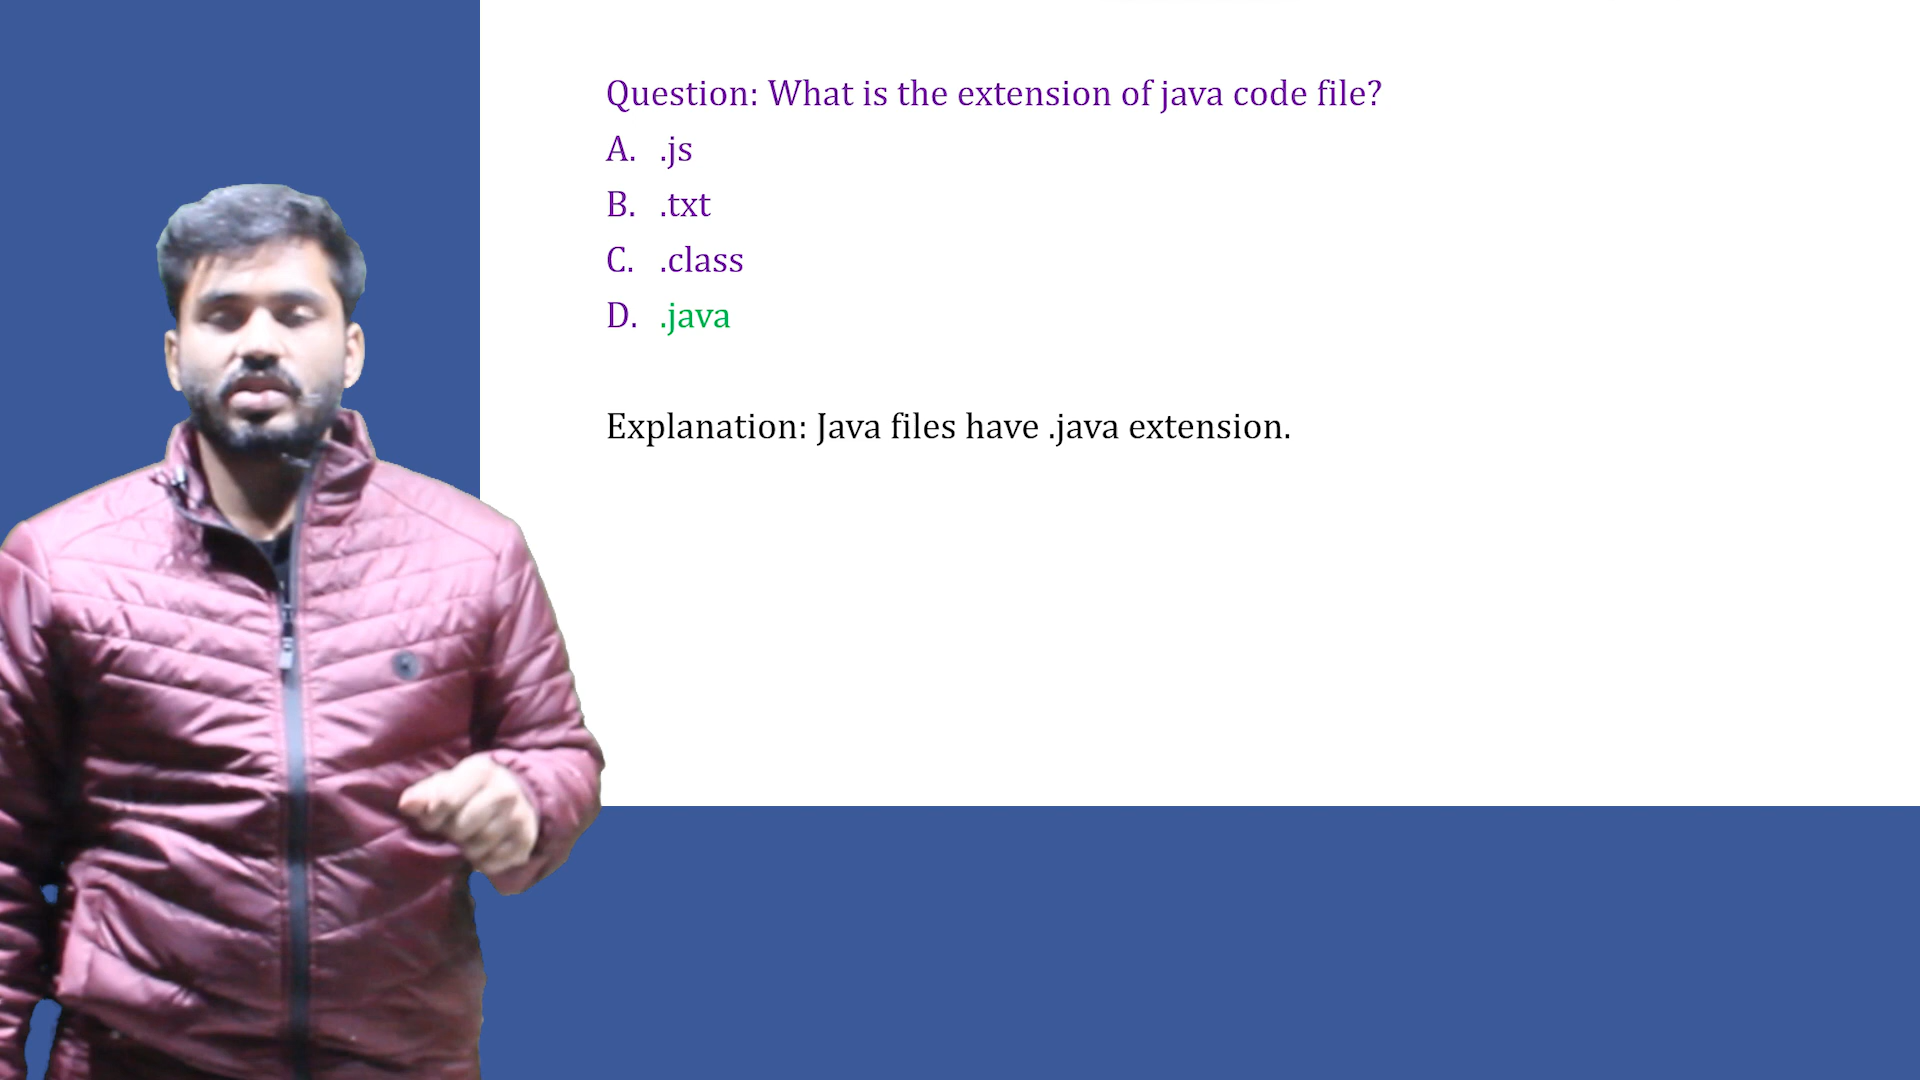 Question: What is the extension of java code file?
A. .js
B. .txt
C. .class
D. .java
Explanation: Java files have .java extension.